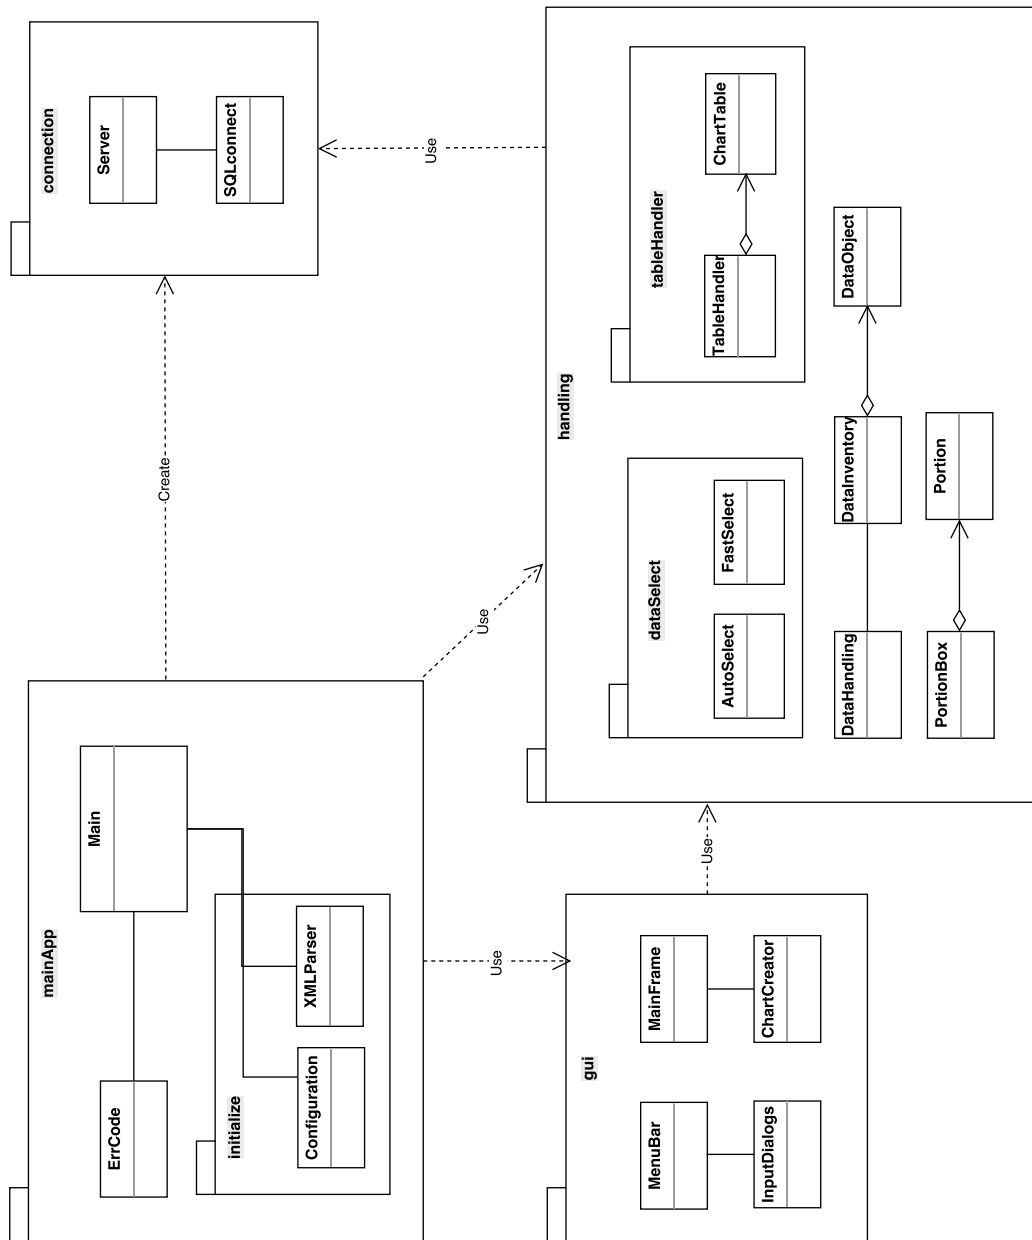 mainApp
ErrCode
Main
initialize
Configuration
XMLParser
Create
connection
Server
SQLconnect
Use
Use
Use
gui
MenuBar
MainFrame
InputDialogs
ChartCreator
Use
handling
dataSelect
AutoSelect
FastSelect
tableHandler
TableHandler
ChartTable
DataHandling
DataInventory
DataObject
PortionBox
Portion